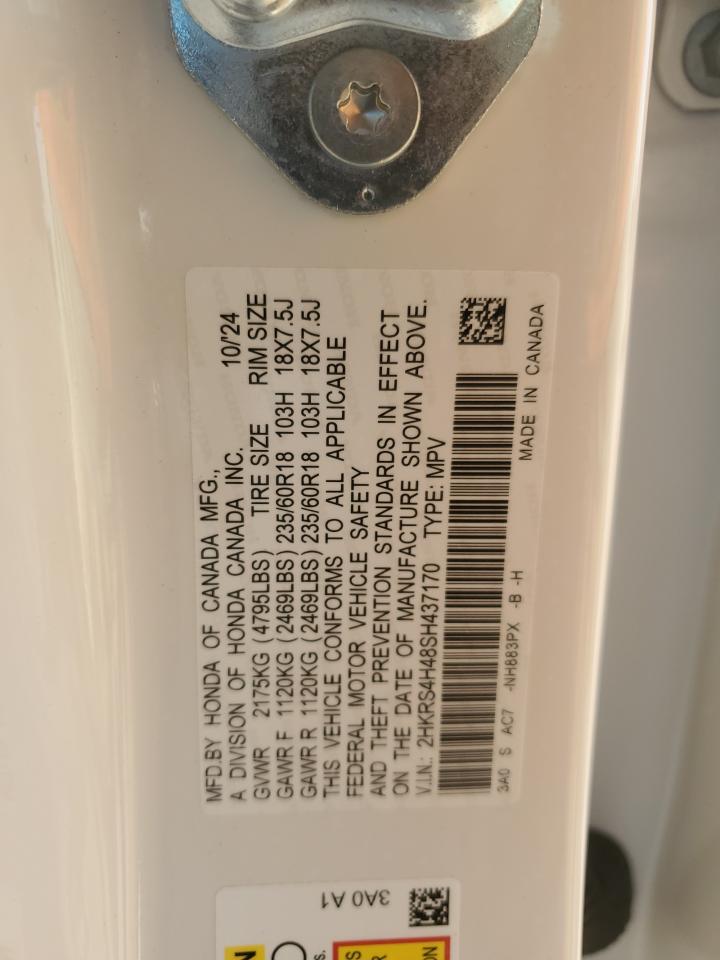 MFD.BY HONDA OF CANADA MFG.,
A DIVISION OF HONDA CANADA INC. 10/'24
GVWR 2175KG (4795LBS) TIRE SIZE RIM SIZE
GAWR F 1120KG (2469LBS) 235/60R18 103H 18X7.5J
GAWR R 1120KG (2469LBS) 235/60R18 103H 18X7.5J
THIS VEHICLE CONFORMS TO ALL APPLICABLE
FEDERAL MOTOR VEHICLE SAFETY
AND THEFT PREVENTION STANDARDS IN EFFECT
ON THE DATE OF MANUFACTURE SHOWN ABOVE.
V.I.N.: 2HKRS4H48SH437170 TYPE: MPV
3A0 S AC7 -NH883PX -B -H MADE IN CANADA
3A0 A1